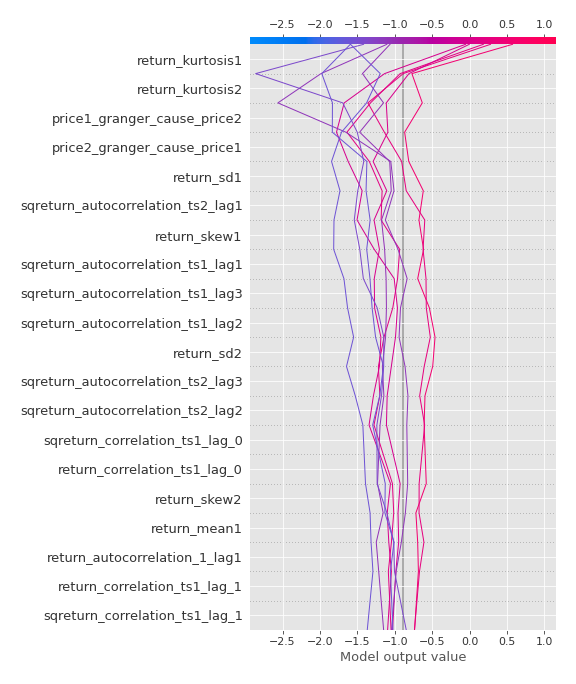 −2.5 −2.0 −1.5 −1.0 −0.5 0.0 0.5 1.0
return_kurtosis1
return_kurtosis2
price1_granger_cause_price2
price2_granger_cause_price1
return_sd1
sqreturn_autocorrelation_ts2_lag1
return_skew1
sqreturn_autocorrelation_ts1_lag1
sqreturn_autocorrelation_ts1_lag3
sqreturn_autocorrelation_ts1_lag2
return_sd2
sqreturn_autocorrelation_ts2_lag3
sqreturn_autocorrelation_ts2_lag2
sqreturn_correlation_ts1_lag_0
return_correlation_ts1_lag_0
return_skew2
return_mean1
return_autocorrelation_1_lag1
return_correlation_ts1_lag_1
sqreturn_correlation_ts1_lag_1
−2.5 −2.0 −1.5 −1.0 −0.5 0.0 0.5 1.0
Model output value